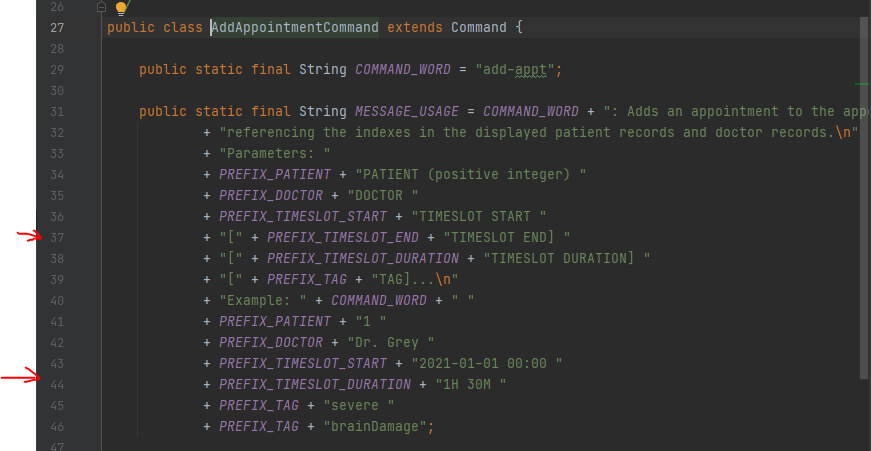 26 */
27 public class AddAppointmentCommand extends Command {
28
29 public static final String COMMAND_WORD = "add-appt";
30
31 public static final String MESSAGE_USAGE = COMMAND_WORD + ": Adds an appointment to the app
32 + "referencing the indexes in the displayed patient records and doctor records.\n"
33 + "Parameters: "
34 + PREFIX_PATIENT + "PATIENT (positive integer) "
35 + PREFIX_DOCTOR + "DOCTOR "
36 + PREFIX_TIMESLOT_START + "TIMESLOT START "
37 + "[" + PREFIX_TIMESLOT_END + "TIMESLOT END] "
38 + "[" + PREFIX_TIMESLOT_DURATION + "TIMESLOT DURATION] "
39 + "[" + PREFIX_TAG + "TAG]...\n"
40 + "Example: " + COMMAND_WORD + " "
41 + PREFIX_PATIENT + "1 "
42 + PREFIX_DOCTOR + "Dr. Grey "
43 + PREFIX_TIMESLOT_START + "2021-01-01 00:00 "
44 + PREFIX_TIMESLOT_DURATION + "1H 30M "
45 + PREFIX_TAG + "severe "
46 + PREFIX_TAG + "brainDamage";
47